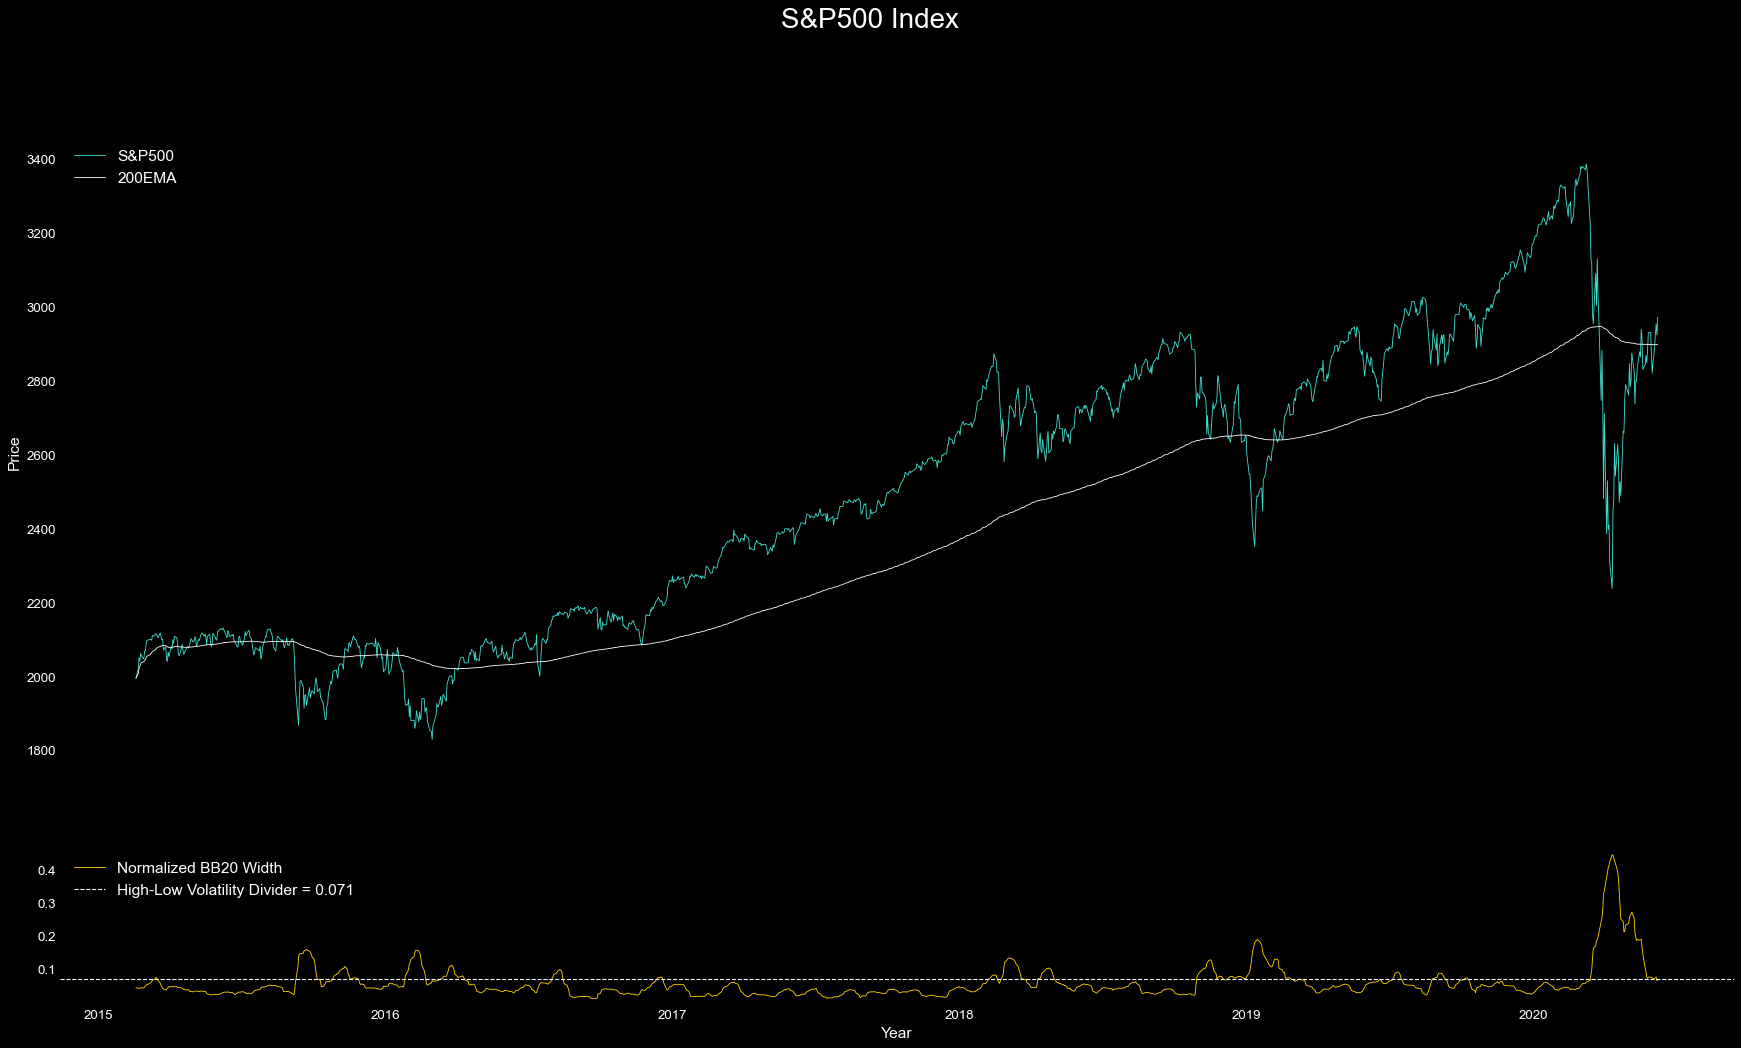 S&P500 Index
S&P500
200EMA
3400
3200
3000
2800
2600
2400
2200
2000
1800
Price
Normalized BB20 Width
High-Low Volatility Divider = 0.071
0.4
0.3
0.2
0.1
2015 2016 2017 2018 2019 2020
Year